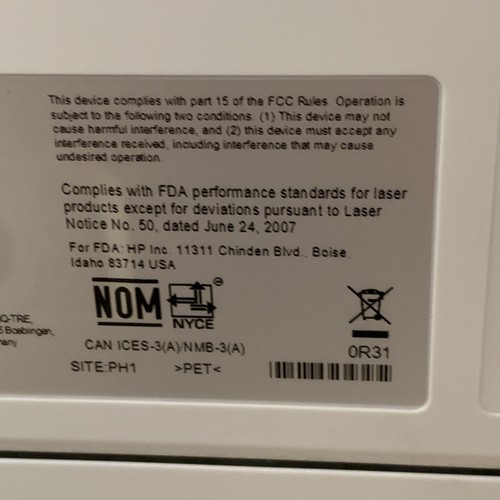 This device complies with part 15 of the FCC Rules. Operation is
subject to the following two conditions: (1) This device may not
cause harmful interference, and (2) this device must accept any
interference received, including interference that may cause
undesired operation.
Complies with FDA performance standards for laser
products except for deviations pursuant to Laser
Notice No. 50, dated June 24, 2007
For FDA: HP Inc. 11311 Chinden Blvd., Boise,
Idaho 83714 USA
NOM
NYCE
Q-TRE,
Boeblingen,
CAN ICES-3(A)/NMB-3(A)
0R31
SITE:PH1 >PET<